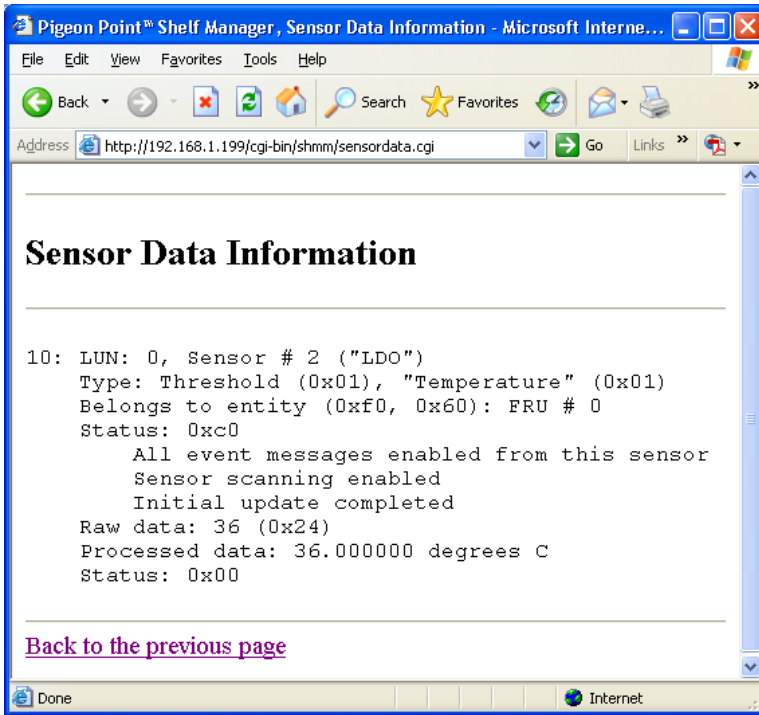 Pigeon Point™ Shelf Manager, Sensor Data Information - Microsoft Interne...
File Edit View Favorites Tools Help
Back Search Favorites »
Address http://192.168.1.199/cgi-bin/shmm/sensordata.cgi Go Links »
Sensor Data Information
10: LUN: 0, Sensor # 2 ("LDO")
Type: Threshold (0x01), "Temperature" (0x01)
Belongs to entity (0xf0, 0x60): FRU # 0
Status: 0xc0
All event messages enabled from this sensor
Sensor scanning enabled
Initial update completed
Raw data: 36 (0x24)
Processed data: 36.000000 degrees C
Status: 0x00
Back to the previous page
Done Internet